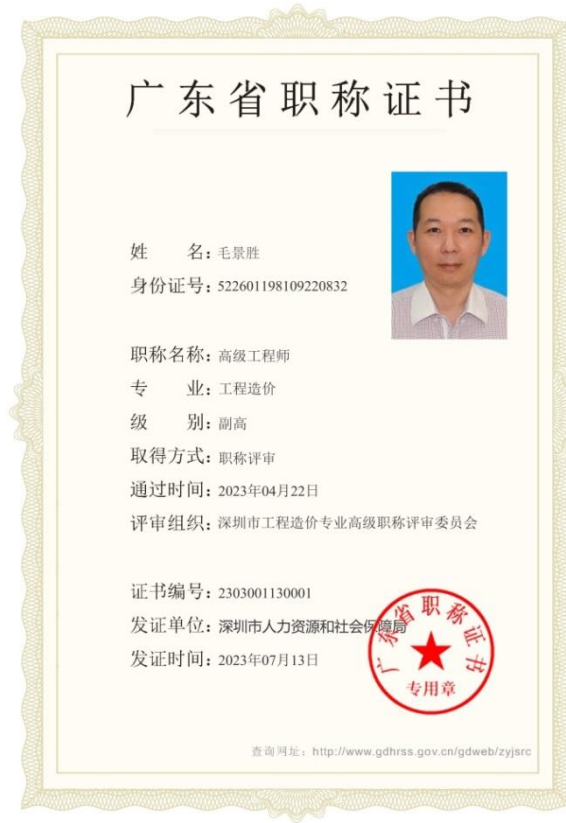 广东省职称证书
姓 名：毛景胜
身份证号：522601198109220832
职称名称：高级工程师
专 业：工程造价
级 别：副高
取得方式：职称评审
通过时间：2023年04月22日
评审组织：深圳市工程造价专业高级职称评审委员会
证书编号：2303001130001
发证单位：深圳市人力资源和社会保障局
发证时间：2023年07月13日
广东省职称证书
专用章
查询网址：http://www.gdhrss.gov.cn/gdweb/zyjsrc